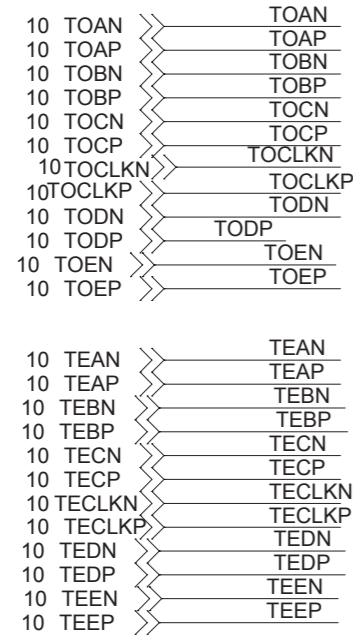 10 TOAN TOAN
10 TOAP TOAP
10 TOBN TOBN
10 TOBP TOBP
10 TOCN TOCN
10 TOCP TOCP
10 TOCLKN TOCLKN
10 TOCLKP TOCLKP
10 TODN TODN
10 TODP TODP
10 TOEN TOEN
10 TOEP TOEP
10 TEAN TEAN
10 TEAP TEAP
10 TEBN TEBN
10 TEBP TEBP
10 TECN TECN
10 TECP TECP
10 TECLKN TECLKN
10 TECLKP TECLKP
10 TEDN TEDN
10 TEDP TEDP
10 TEEN TEEN
10 TEEP TEEP